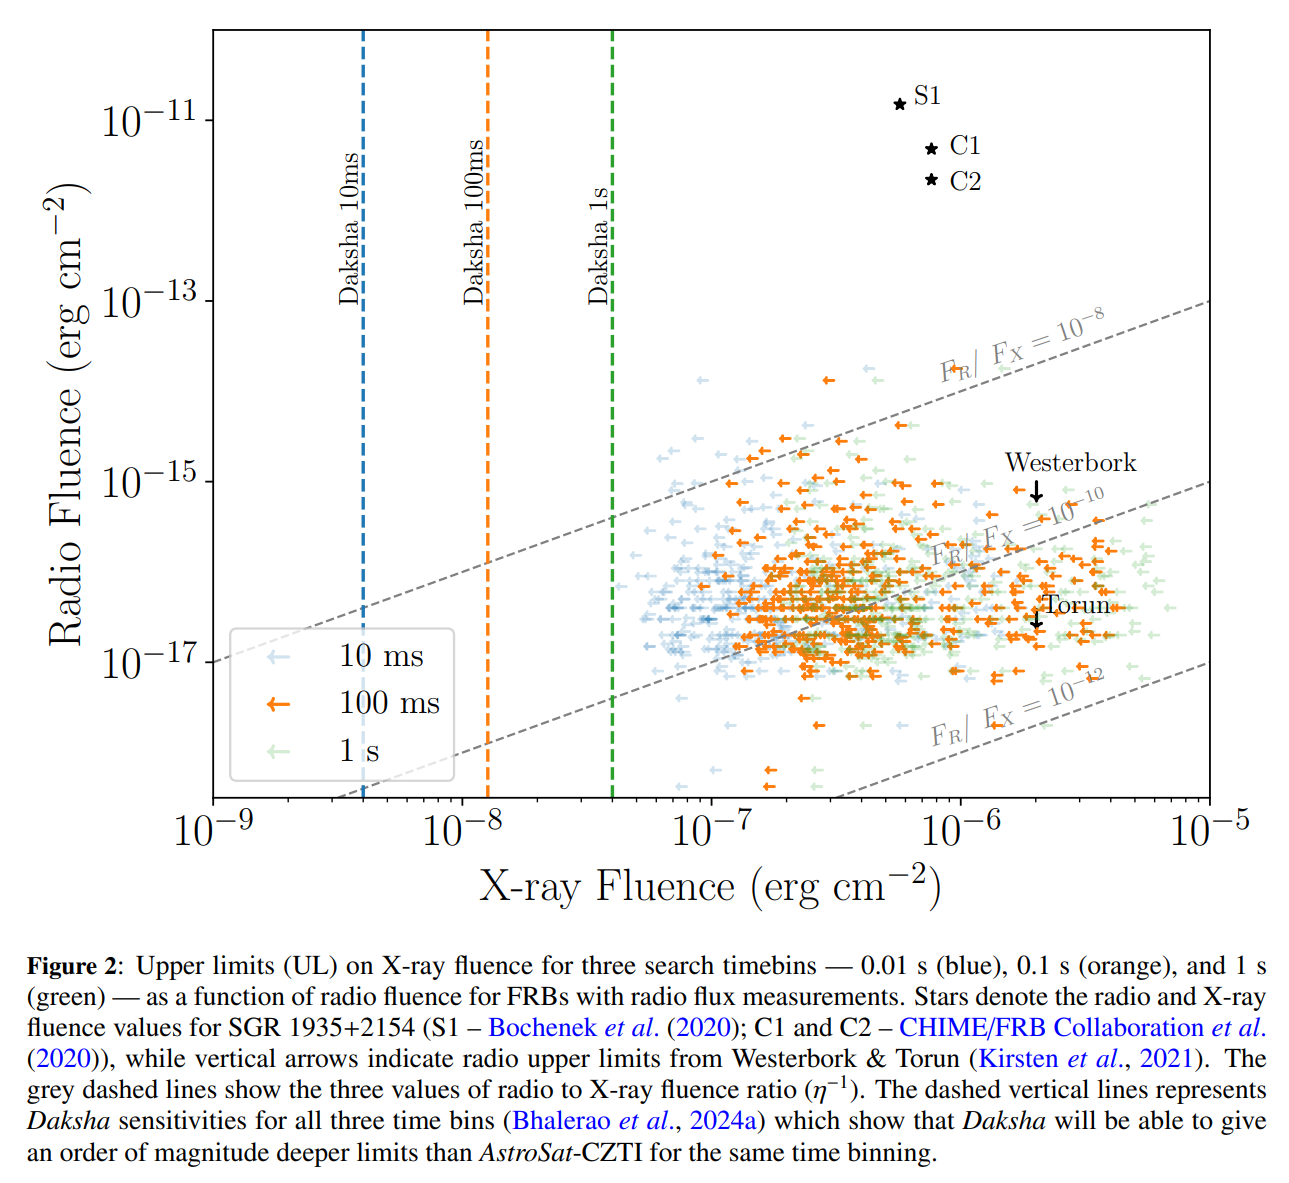 10⁻¹¹
10⁻¹³
10⁻¹⁵
10⁻¹⁷
Radio Fluence (erg cm⁻²)
Daksha 10ms
Daksha 100ms
Daksha 1s
S1
C1
C2
F_R/ F_X = 10⁻⁸
Westerbork
F_R/ F_X = 10⁻¹⁰
Torun
F_R/ F_X = 10⁻¹²
10 ms
100 ms
1 s
10⁻⁹
10⁻⁸
10⁻⁷
10⁻⁶
10⁻⁵
X-ray Fluence (erg cm⁻²)
Figure 2: Upper limits (UL) on X-ray fluence for three search timebins — 0.01 s (blue), 0.1 s (orange), and 1 s
(green) — as a function of radio fluence for FRBs with radio flux measurements. Stars denote the radio and X-ray
fluence values for SGR 1935+2154 (S1 – Bochenek et al. (2020); C1 and C2 – CHIME/FRB Collaboration et al.
(2020)), while vertical arrows indicate radio upper limits from Westerbork & Torun (Kirsten et al., 2021). The
grey dashed lines show the three values of radio to X-ray fluence ratio (η⁻¹). The dashed vertical lines represents
Daksha sensitivities for all three time bins (Bhalerao et al., 2024a) which show that Daksha will be able to give
an order of magnitude deeper limits than AstroSat-CZTI for the same time binning.